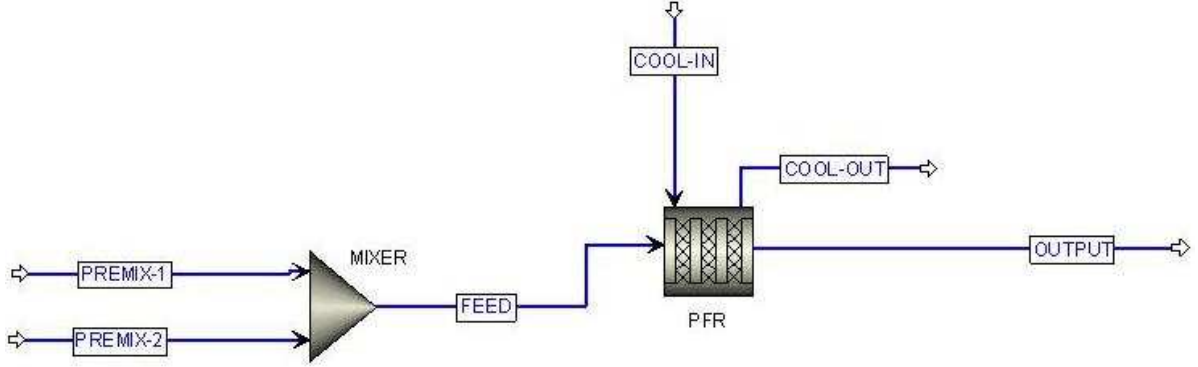 COOL-IN
COOL-OUT
MIXER
PREMIX-1
OUTPUT
FEED
PFR
PREMIX-2